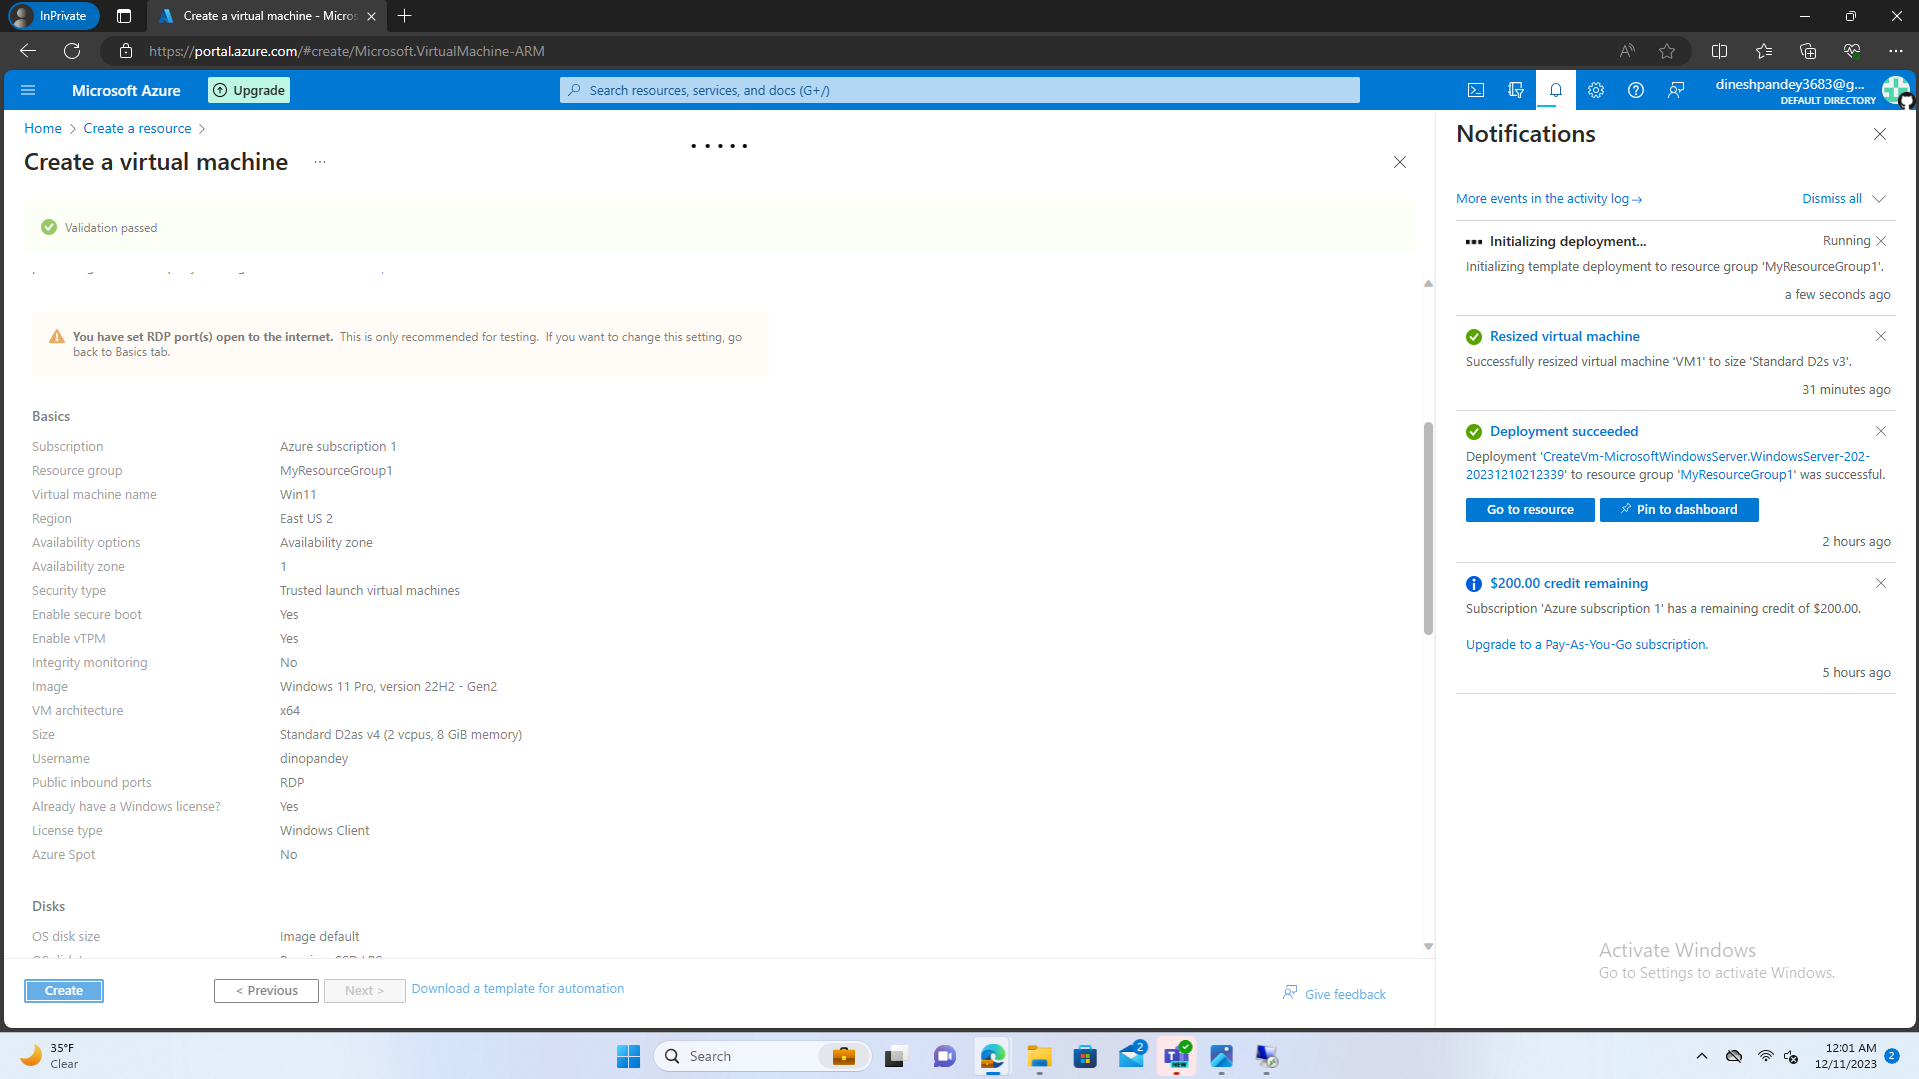 InPrivate
Create a virtual machine - Micros
https://portal.azure.com/#create/Microsoft.VirtualMachine-ARM
Microsoft Azure
Upgrade
Search resources, services, and docs (G+/)
dineshpandey3683@g...
DEFAULT DIRECTORY
Home > Create a resource >
Create a virtual machine ...
Validation passed
You have set RDP port(s) open to the internet. This is only recommended for testing. If you want to change this setting, go
back to Basics tab.
Basics
Subscription Azure subscription 1
Resource group MyResourceGroup1
Virtual machine name Win11
Region East US 2
Availability options Availability zone
Availability zone 1
Security type Trusted launch virtual machines
Enable secure boot Yes
Enable vTPM Yes
Integrity monitoring No
Image Windows 11 Pro, version 22H2 - Gen2
VM architecture x64
Size Standard D2as v4 (2 vcpus, 8 GiB memory)
Username dinopandey
Public inbound ports RDP
Already have a Windows license? Yes
License type Windows Client
Azure Spot No
Disks
OS disk size Image default
Create
< Previous
Next >
Download a template for automation
Give feedback
Notifications
More events in the activity log →
Dismiss all
Initializing deployment... Running
Initializing template deployment to resource group 'MyResourceGroup1'.
a few seconds ago
Resized virtual machine
Successfully resized virtual machine 'VM1' to size 'Standard D2s v3'.
31 minutes ago
Deployment succeeded
Deployment 'CreateVm-MicrosoftWindowsServer.WindowsServer-202-
20231210212339' to resource group 'MyResourceGroup1' was successful.
Go to resource
Pin to dashboard
2 hours ago
$200.00 credit remaining
Subscription 'Azure subscription 1' has a remaining credit of $200.00.
Upgrade to a Pay-As-You-Go subscription.
5 hours ago
Activate Windows
Go to Settings to activate Windows.
35°F
Clear
Search
2
NEW
12:01 AM
12/11/2023
2